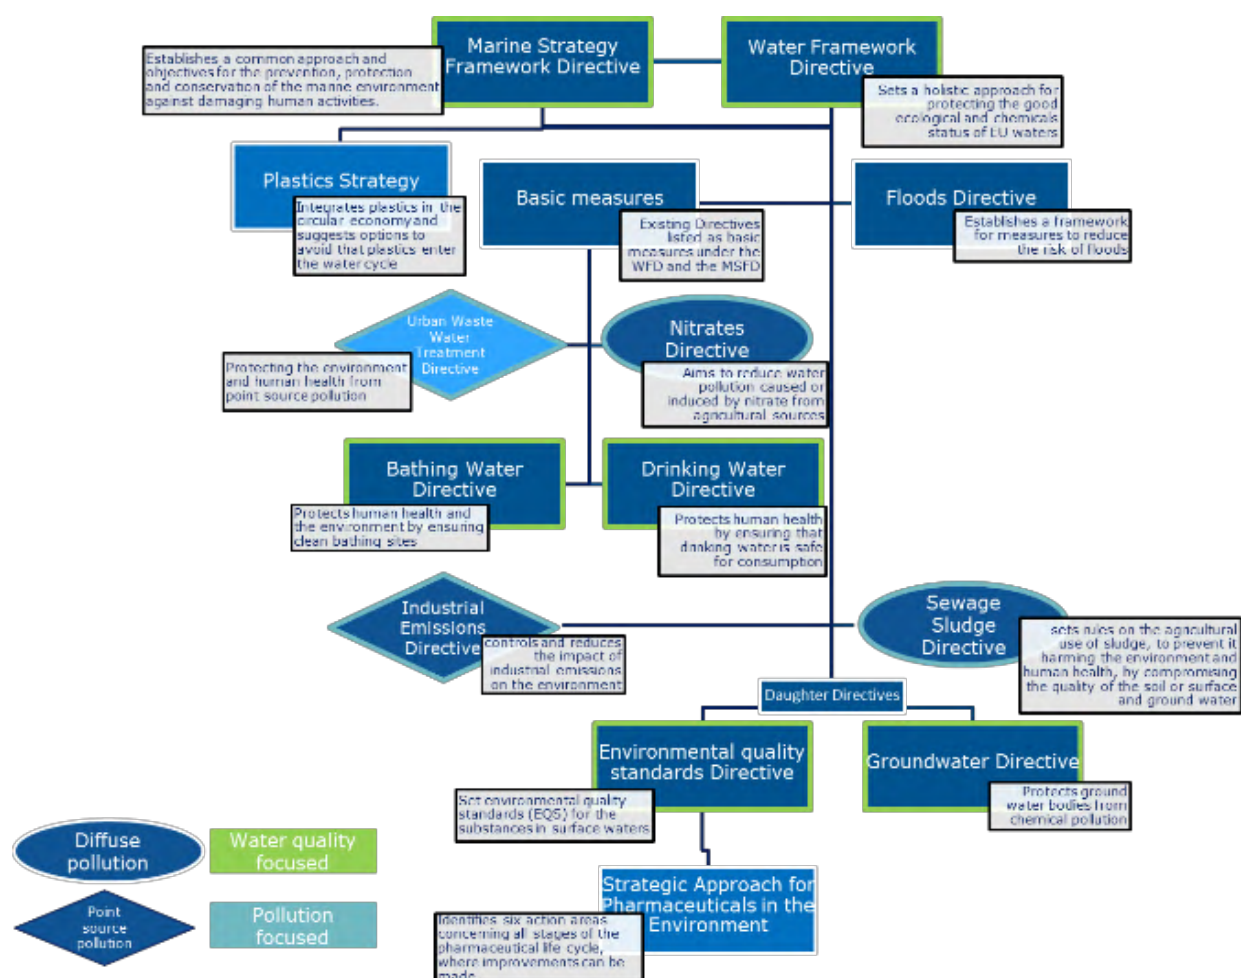 Marine Strategy
Framework Directive
Water Framework
Directive
Establishes a common approach and
objectives for the prevention, protection
and conservation of the marine environment
against damaging human activities.
Sets a holistic approach for
protecting the good
ecological and chemicals
status of EU waters
Plastics Strategy
Integrates plastics in the
circular economy and
suggests options to
avoid that plastics enter
the water cycle
Basic measures
Existing Directives
listed as basic
measures under the
WFD and the MSFD
Floods Directive
Establishes a framework
for measures to reduce
the risk of floods
Urban Waste
Water
Treatment
Directive
Protecting the environment
and human health from
point source pollution
Nitrates
Directive
Aims to reduce water
pollution caused or
induced by nitrate from
agricultural sources
Bathing Water
Directive
Protects human health and
the environment by ensuring
clean bathing sites
Drinking Water
Directive
Protects human health
by ensuring that
drinking water is safe
for consumption
Industrial
Emissions
Directive
controls and reduces
the impact of
industrial emissions
on the environment
Sewage
Sludge
Directive
sets rules on the agricultural
use of sludge, to prevent it
harming the environment and
human health, by compromising
the quality of the soil or surface
and ground water
Daughter Directives
Environmental quality
standards Directive
Set environmental quality
standards (EQS) for the
substances in surface waters
Groundwater Directive
Protects ground
water bodies from
chemical pollution
Strategic Approach for
Pharmaceuticals in the
Environment
Identifies six action areas
concerning all stages of the
pharmaceutical life cycle,
where improvements can be
made
Diffuse
pollution
Water quality
focused
Point
source
pollution
Pollution
focused